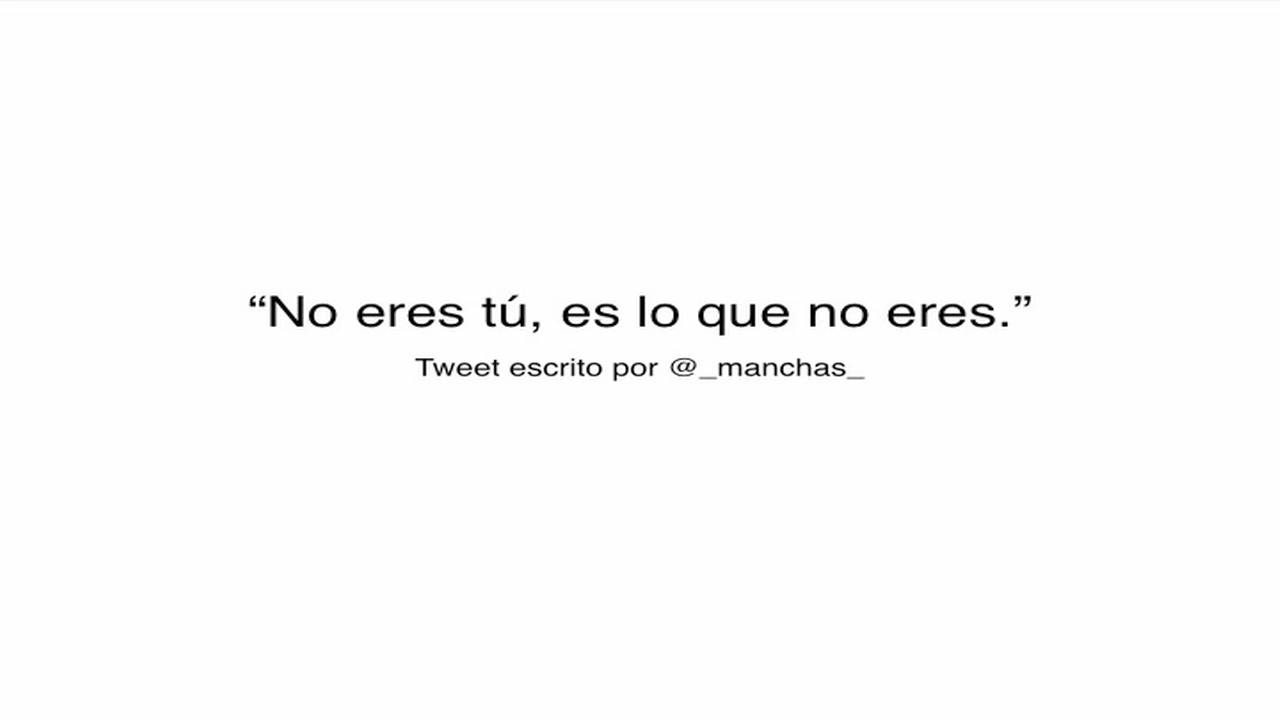 “No eres tú, es lo que no eres.”
Tweet escrito por @_manchas_